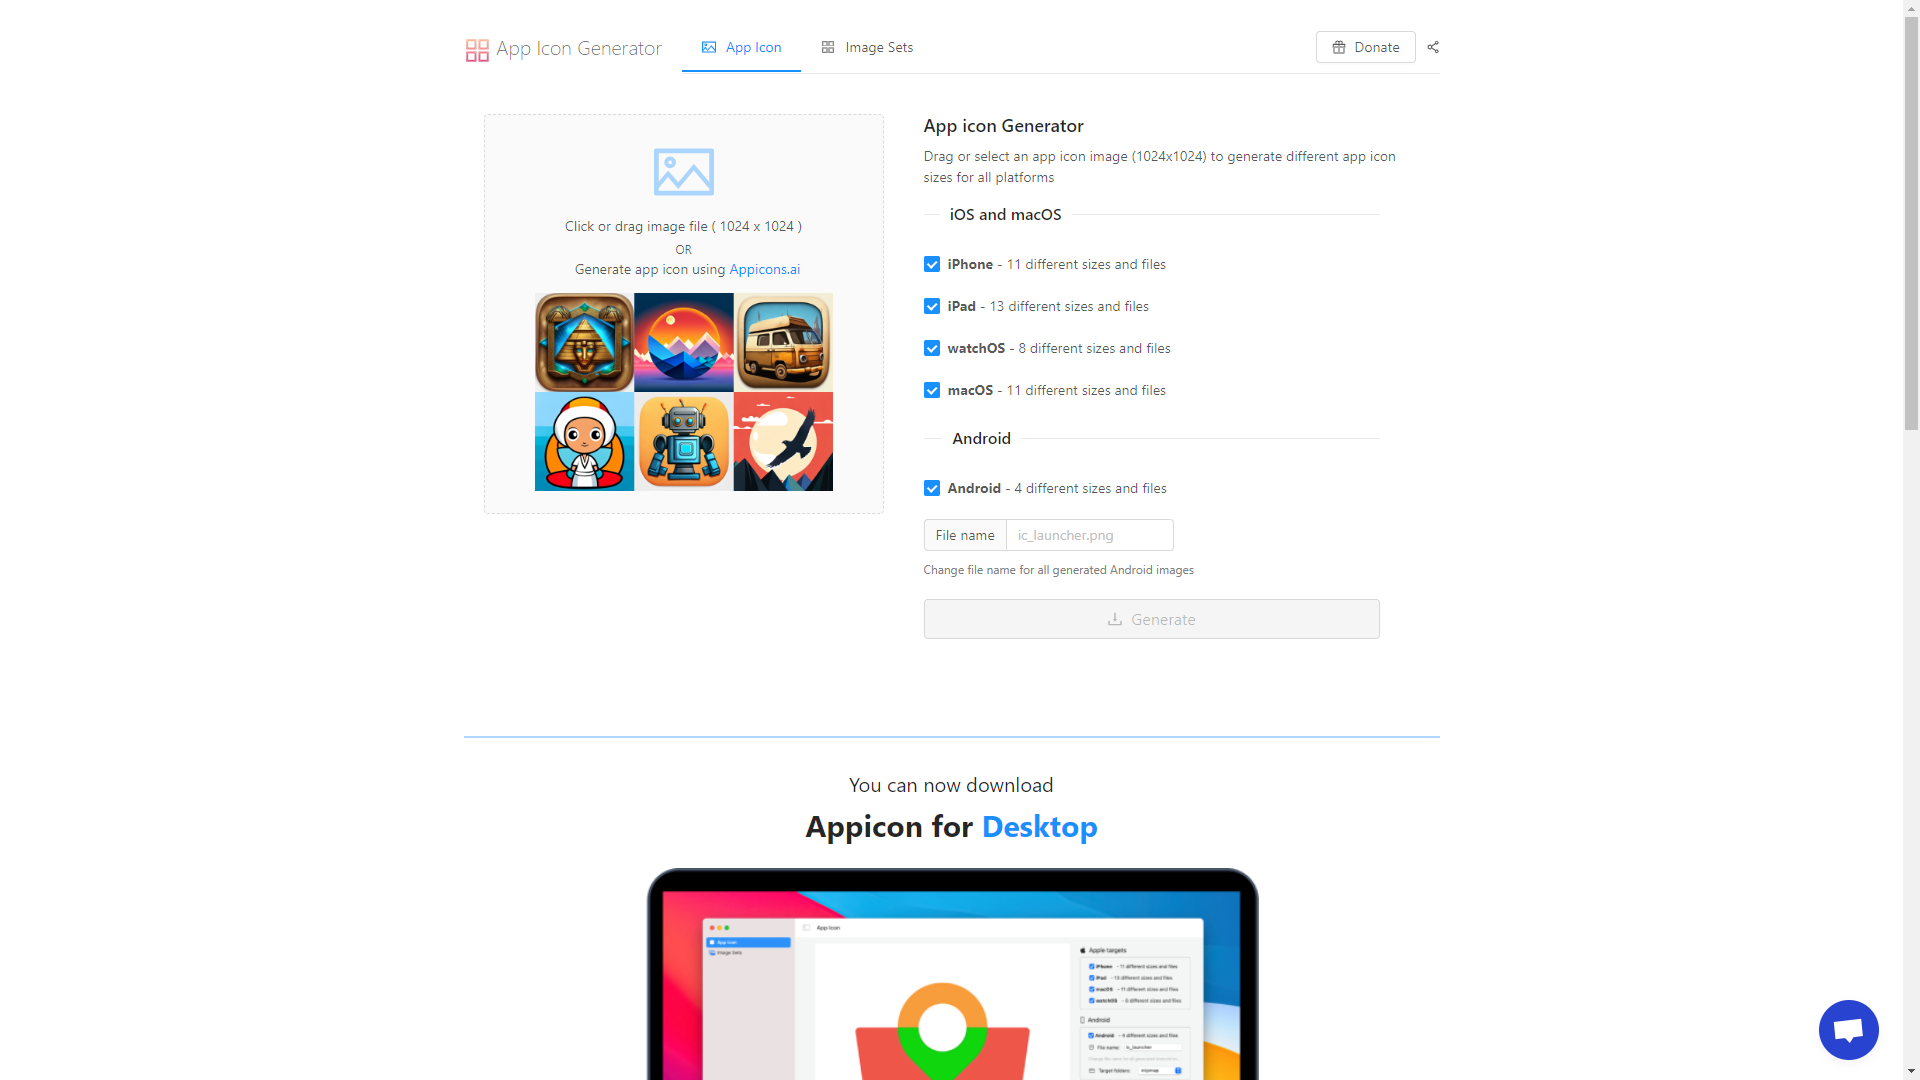 App Icon Generator
App Icon
Image Sets
Donate
Click or drag image file ( 1024 x 1024 )
OR
Generate app icon using Appicons.ai
App icon Generator
Drag or select an app icon image (1024x1024) to generate different app icon
sizes for all platforms
iOS and macOS
iPhone - 11 different sizes and files
iPad - 13 different sizes and files
watchOS - 8 different sizes and files
macOS - 11 different sizes and files
Android
Android - 4 different sizes and files
File name
ic_launcher.png
Change file name for all generated Android images
Generate
You can now download
Appicon for Desktop
App Icon
App Icon
Image Sets
Apple targets
iPhone - 11 different sizes and files
iPad - 13 different sizes and files
macOS - 11 different sizes and files
watchOS - 8 different sizes and files
Android
Android - 4 different sizes and files
File name: ic_launcher
Target folders: mipmap